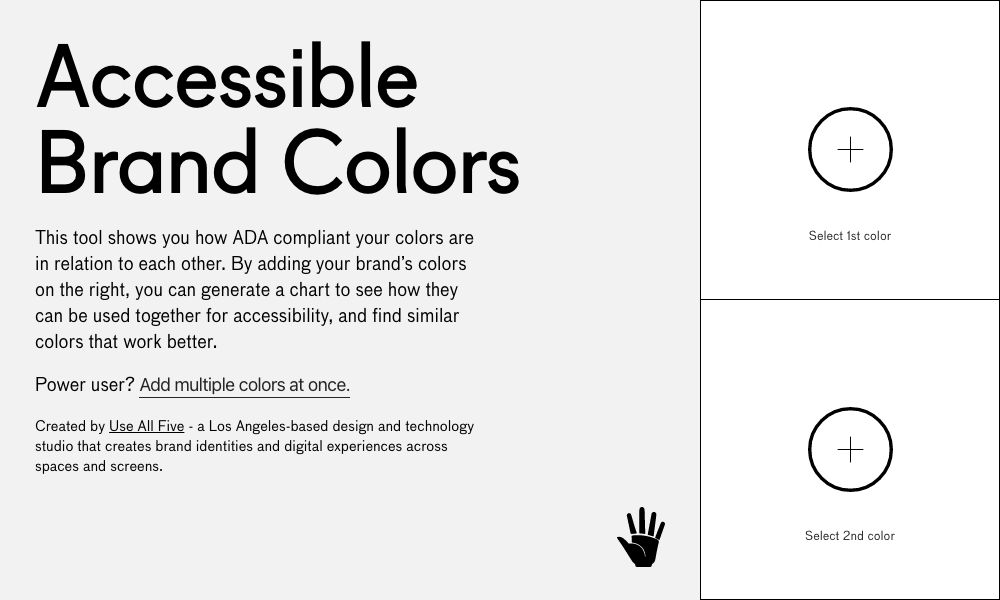 Accessible
Brand Colors
This tool shows you how ADA compliant your colors are
in relation to each other. By adding your brand’s colors
on the right, you can generate a chart to see how they
can be used together for accessibility, and find similar
colors that work better.
Power user? Add multiple colors at once.
Created by Use All Five - a Los Angeles-based design and technology
studio that creates brand identities and digital experiences across
spaces and screens.
Select 1st color
Select 2nd color